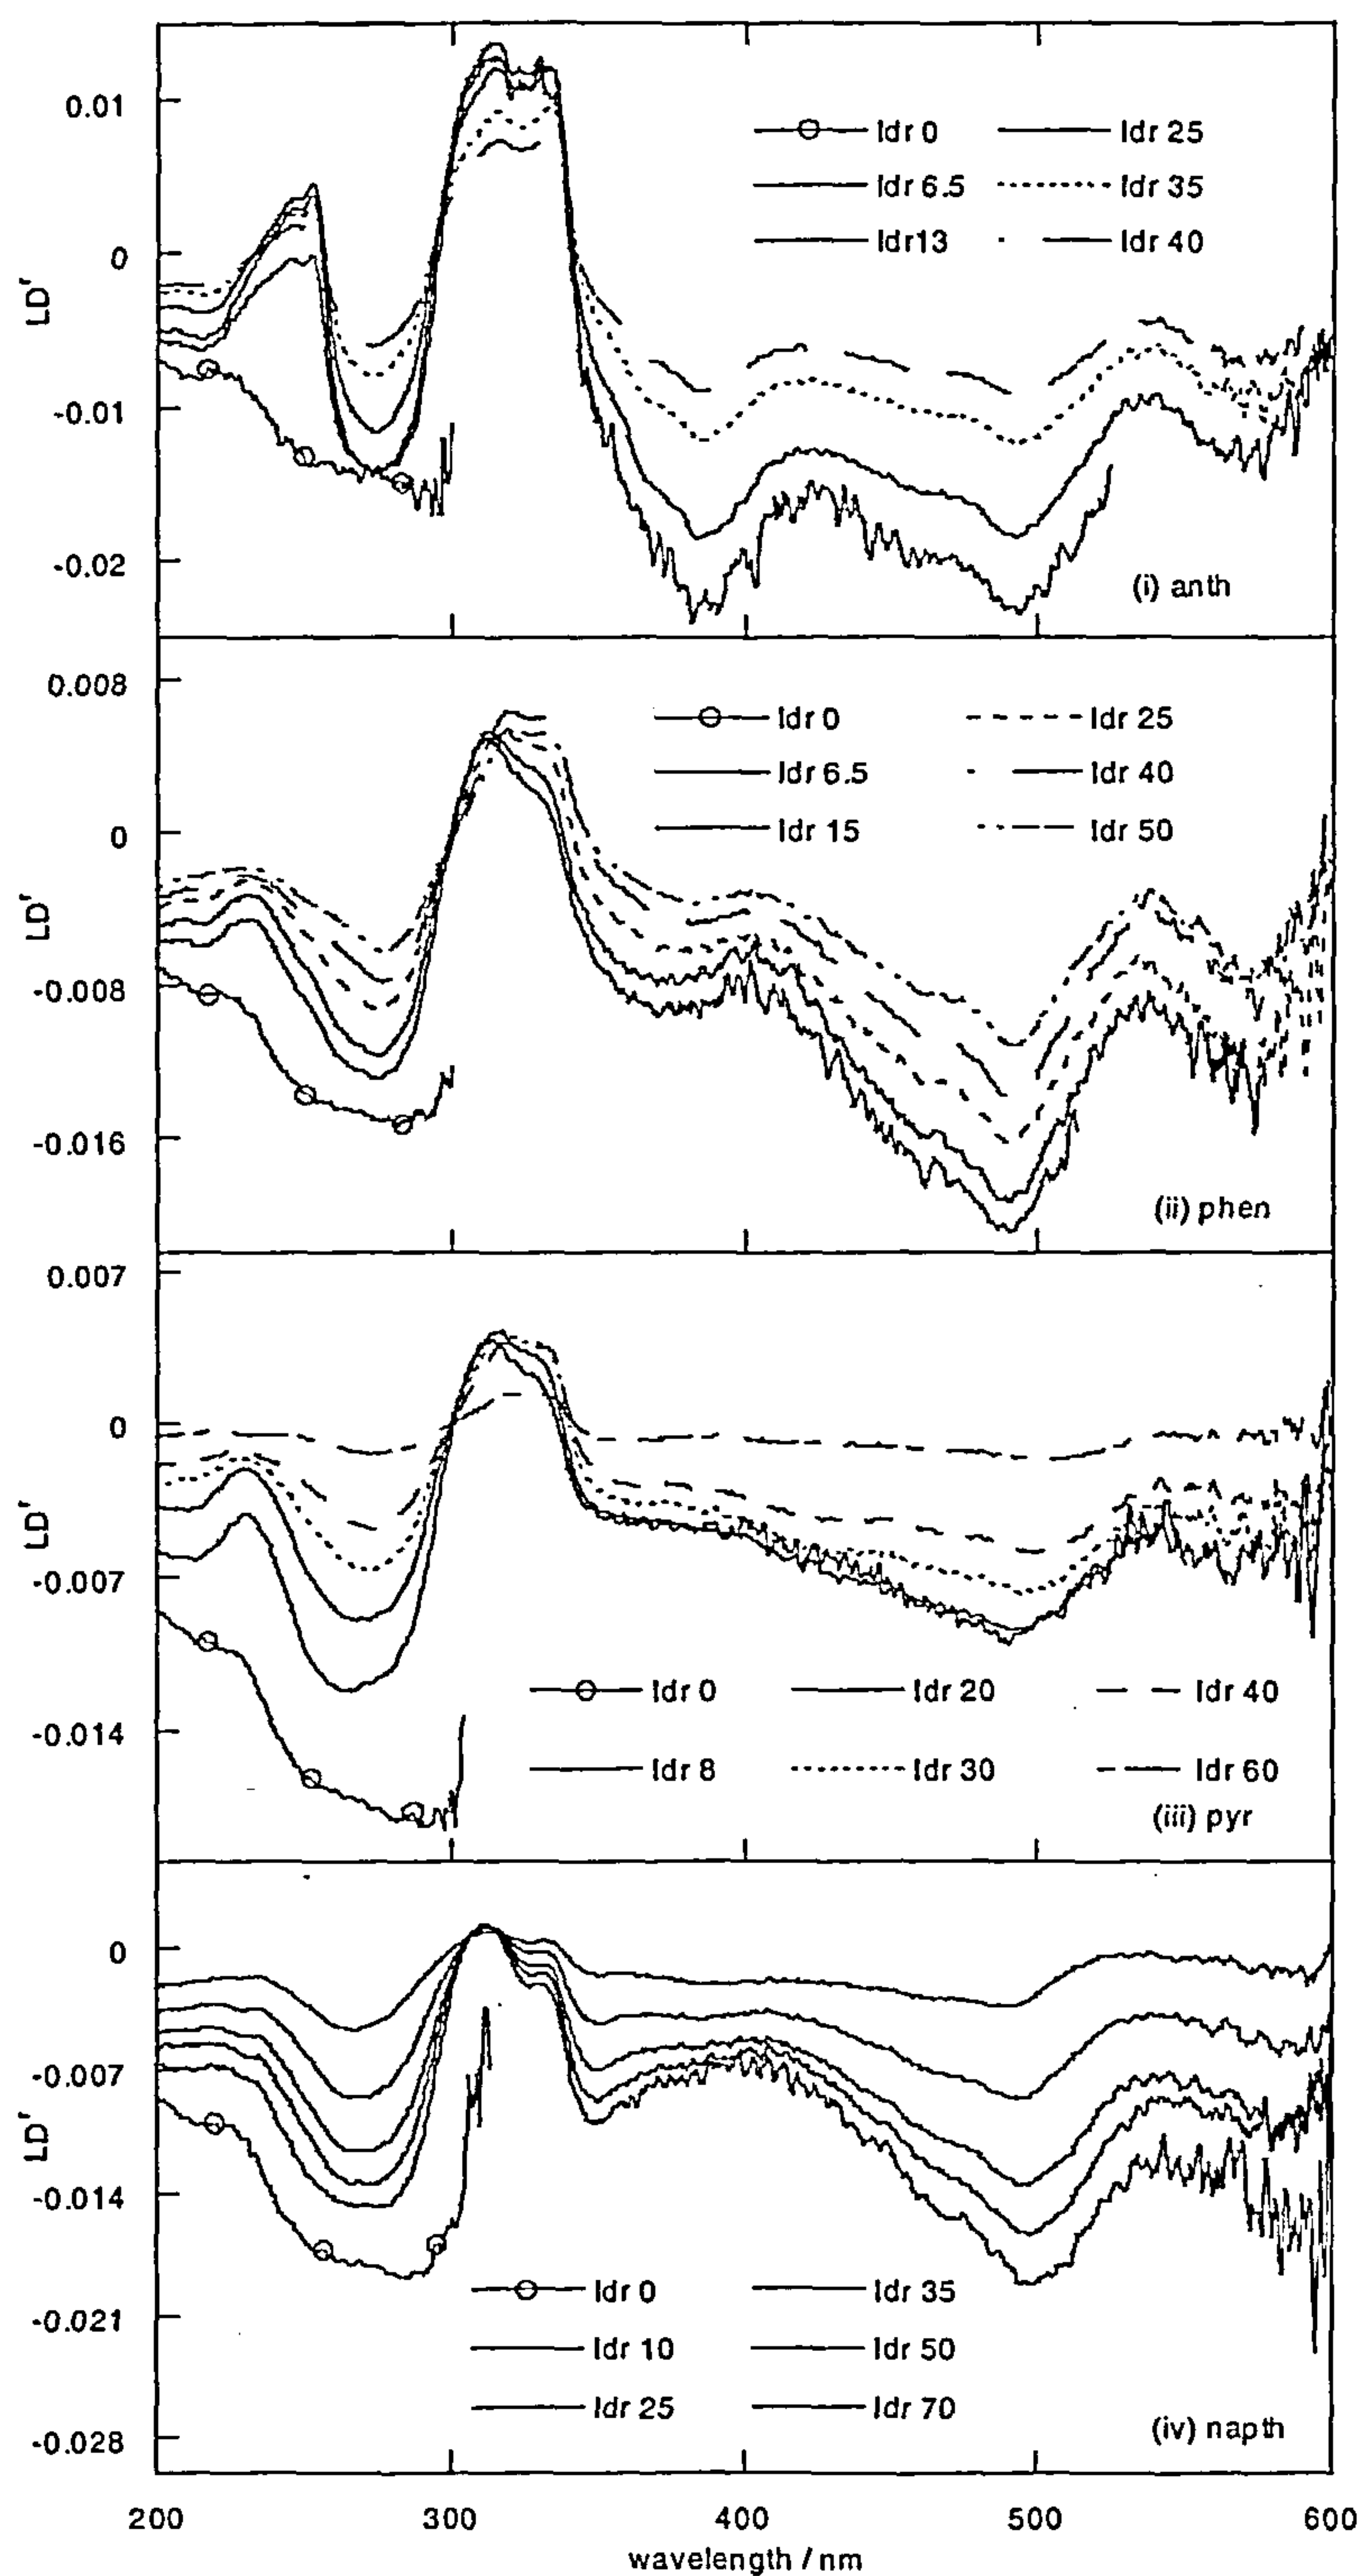 0.01
0
-0.01
-0.02
LDʳ
ldr 0
ldr 25
ldr 6.5
ldr 35
ldr13
ldr 40
(i) anth
0.008
0
-0.008
-0.016
LDʳ
ldr 0
ldr 25
ldr 6.5
ldr 40
ldr 15
ldr 50
(ii) phen
0.007
0
-0.007
-0.014
LDʳ
ldr 0
ldr 20
ldr 40
ldr 8
ldr 30
ldr 60
(iii) pyr
0
-0.007
-0.014
-0.021
-0.028
LDʳ
ldr 0
ldr 35
ldr 10
ldr 50
ldr 25
ldr 70
(iv) napth
200 300 400 500 600
wavelength / nm